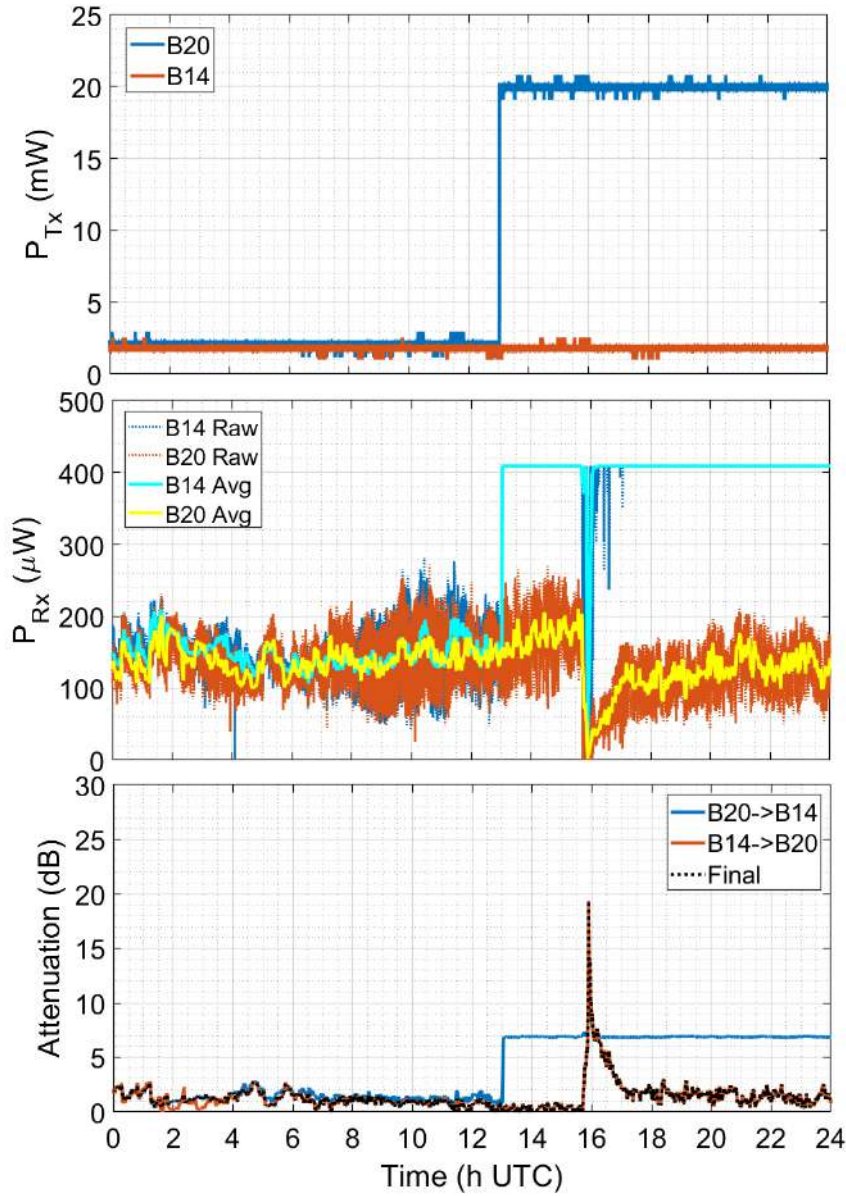 25
20
15
10
5
0
P_Tx (mW)
B20
B14
500
400
300
200
100
0
P_Rx (μW)
B14 Raw
B20 Raw
B14 Avg
B20 Avg
30
25
20
15
10
5
0
Attenuation (dB)
B20->B14
B14->B20
Final
0 2 4 6 8 10 12 14 16 18 20 22 24
Time (h UTC)